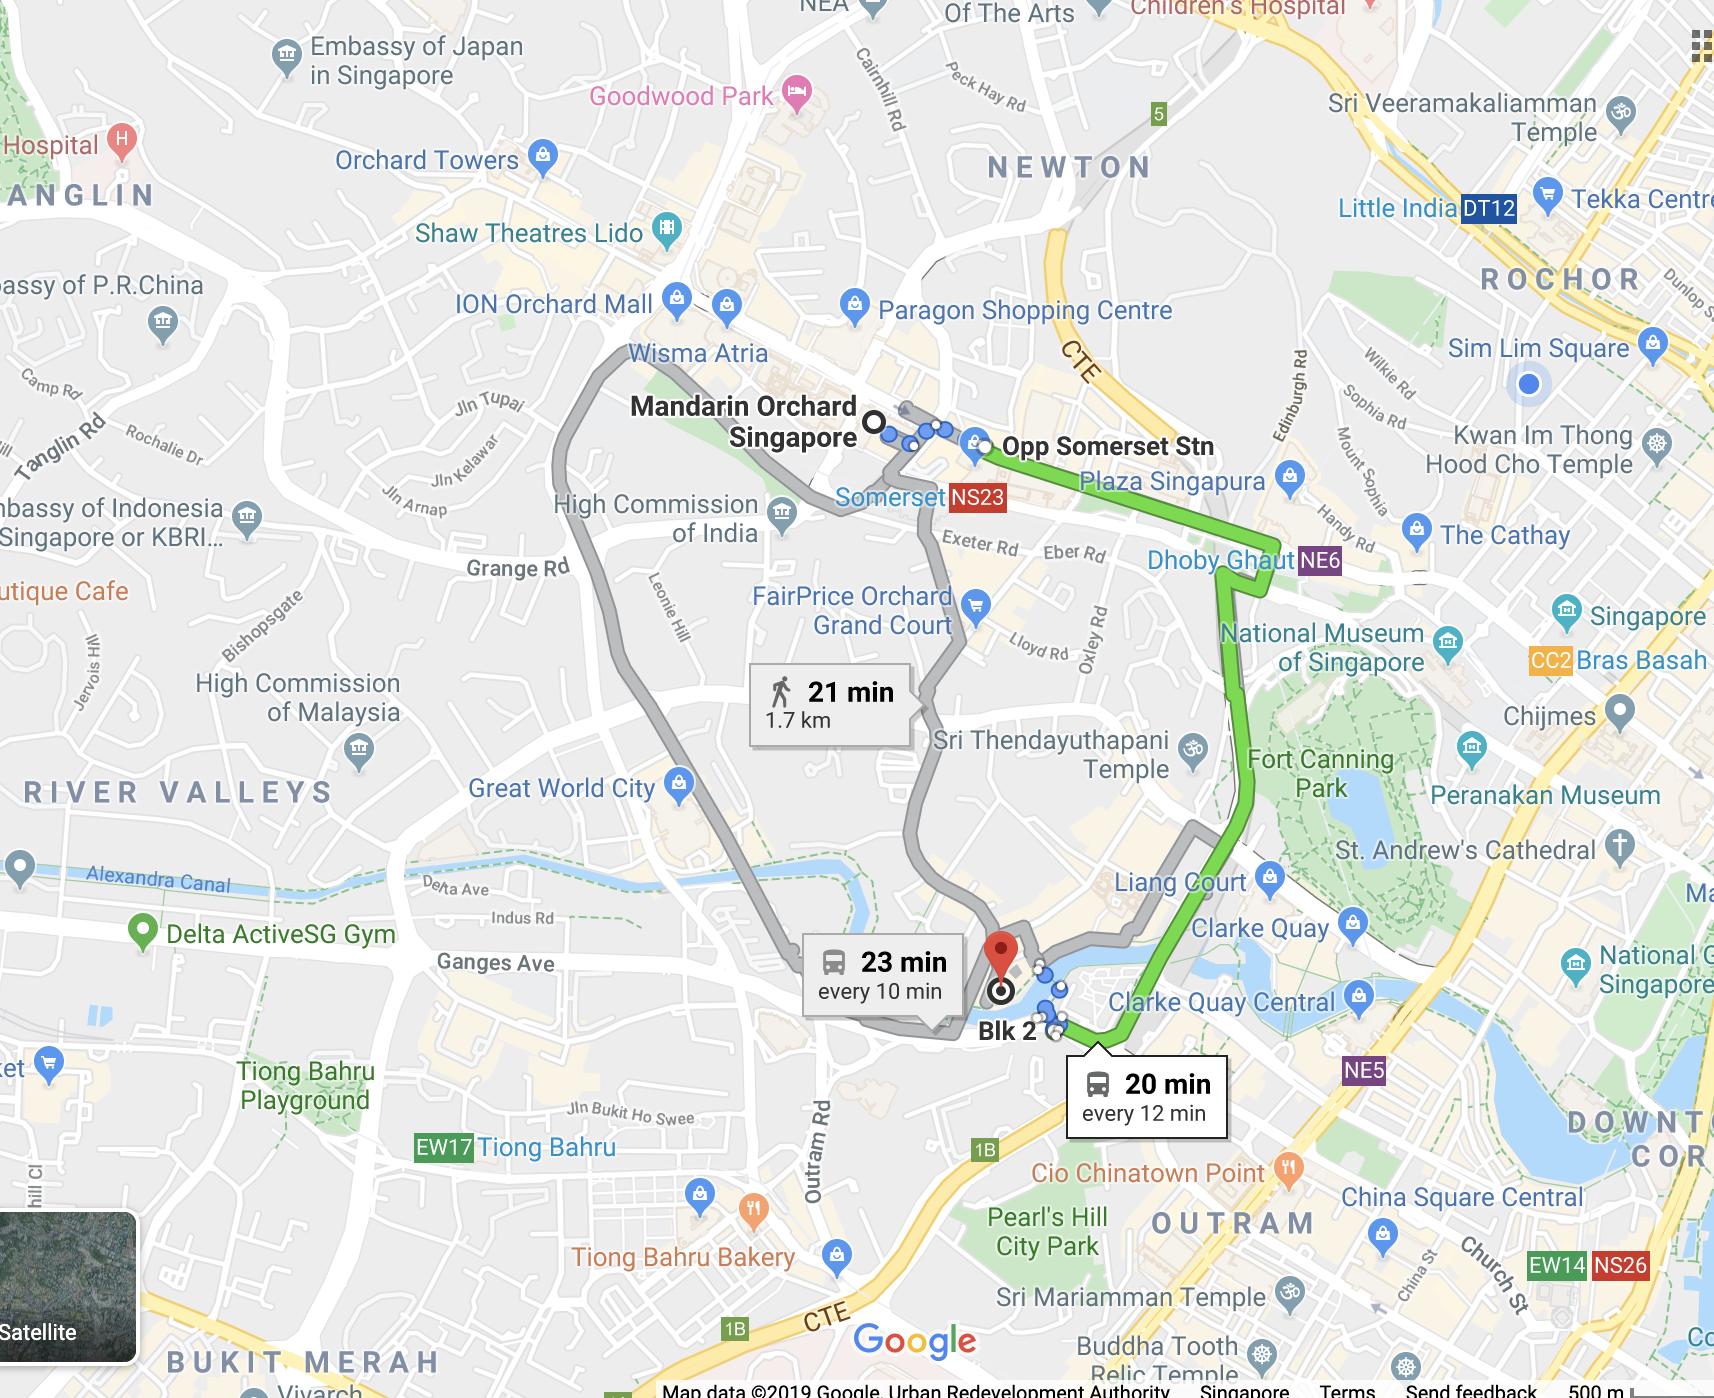 NEA
Of The Arts
Children's Hospital
Embassy of Japan
in Singapore
Goodwood Park
Cairnhill Rd
Peck Hay Rd
5
Sri Veeramakaliamman
Temple
Hospital
Orchard Towers
NEWTON
ANGLIN
Little India DT12
Tekka Centre
Shaw Theatres Lido
ROCHOR
Dunlop S
assy of P.R.China
ION Orchard Mall
Paragon Shopping Centre
Wisma Atria
CTE
Sim Lim Square
Edinburgh Rd
Wilkie Rd
Sophia Rd
Camp Rd
Jln Tupai
Mandarin Orchard
Singapore
Opp Somerset Stn
Tanglin Rd
Rochalie Dr
Jln Kelawar
Mount Sophia
Kwan Im Thong
Hood Cho Temple
Plaza Singapura
Jln Arnap
Somerset NS23
High Commission
of India
bassy of Indonesia
Singapore or KBRI...
Handy Rd
The Cathay
Exeter Rd
Eber Rd
Dhoby Ghaut NE6
Grange Rd
utique Cafe
Leonie Hill
FairPrice Orchard
Grand Court
Bishopsgate
Lloyd Rd
Oxley Rd
Singapore
National Museum
of Singapore
CC2 Bras Basah
Jervois Hill
High Commission
of Malaysia
21 min
1.7 km
Chijmes
Sri Thendayuthapani
Temple
Fort Canning
Park
RIVER VALLEYS
Great World City
Peranakan Museum
St. Andrew's Cathedral
Alexandra Canal
Delta Ave
Liang Court
Ma
Indus Rd
Clarke Quay
Delta ActiveSG Gym
Ganges Ave
23 min
every 10 min
National G
Singapore
Clarke Quay Central
Blk 2
ket
Tiong Bahru
Playground
NE5
20 min
every 12 min
Jln Bukit Ho Swee
DOWNT
COR
Outram Rd
EW17 Tiong Bahru
1B
Cio Chinatown Point
hill Cl
China Square Central
Pearl's Hill
City Park
OUTRAM
Tiong Bahru Bakery
China St
Church St
EW14 NS26
Sri Mariamman Temple
Satellite
CTE
1B
Google
Buddha Tooth
Relic Temple
Co
BUKIT MERAH
Vivarch
Map data ©2019 Google, Urban Redevelopment Authority
Singapore
Terms
Send feedback
500 m